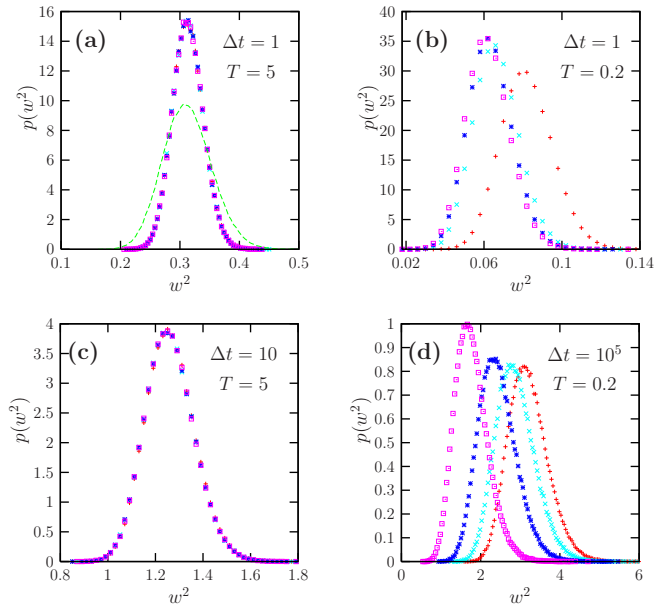 (a)
Δt = 1
T = 5
p(w²)
16
14
12
10
8
6
4
2
0
0.1 0.2 0.3 0.4 0.5
w²
(b)
Δt = 1
T = 0.2
p(w²)
40
35
30
25
20
15
10
5
0
0.02 0.06 0.1 0.14
w²
(c)
Δt = 10
T = 5
p(w²)
4
3.5
3
2.5
2
1.5
1
0.5
0
0.8 1 1.2 1.4 1.6 1.8
w²
(d)
Δt = 10⁵
T = 0.2
p(w²)
1
0.9
0.8
0.7
0.6
0.5
0.4
0.3
0.2
0.1
0
0 2 4 6
w²